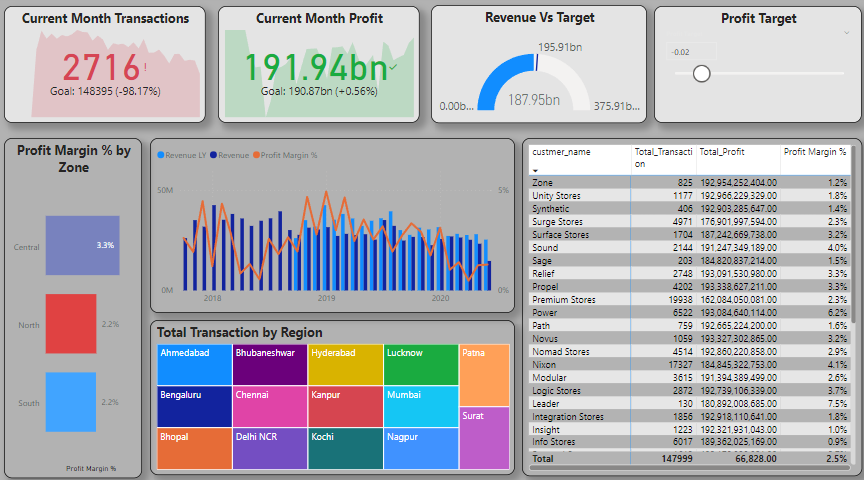 Current Month Transactions
2716!
Goal: 148395 (-98.17%)
Current Month Profit
191.94bn
Goal: 190.87bn (+0.56%)
Revenue Vs Target
195.91bn
0.00b...
187.95bn
375.91b...
Profit Target
-0.02
Profit Margin % by
Zone
Central
3.3%
North
2.2%
South
2.2%
Profit Margin %
Revenue LY Revenue Profit Margin %
50M
5%
0M
0%
2018 2019 2020
Total Transaction by Region
Ahmedabad Bhubaneshwar Hyderabad Lucknow Patna
Bengaluru Chennai Kanpur Mumbai
Surat
Bhopal Delhi NCR Kochi Nagpur
custmer_name Total_Transacti Total_Profit Profit Margin %
on
Zone 825 192,954,252,404.00 1.2%
Unity Stores 1177 192,966,229,329.00 1.8%
Synthetic 406 192,903,285,647.00 1.4%
Surge Stores 4971 176,901,997,594.00 2.3%
Surface Stores 1704 187,242,669,738.00 3.2%
Sound 2144 191,247,349,189.00 4.0%
Sage 203 184,820,837,214.00 1.5%
Relief 2748 193,091,530,980.00 3.3%
Propel 4202 193,338,627,211.00 3.3%
Premium Stores 19938 162,084,050,081.00 2.3%
Power 6522 193,084,640,114.00 6.2%
Path 759 192,665,224,200.00 1.6%
Novus 1059 193,327,302,865.00 3.2%
Nomad Stores 4514 192,860,220,858.00 2.9%
Nixon 17327 184,845,322,753.00 4.1%
Modular 3615 191,394,389,499.00 2.6%
Logic Stores 2872 192,739,106,339.00 3.7%
Leader 130 180,892,008,685.00 7.5%
Integration Stores 1856 192,918,110,641.00 1.8%
Insight 1223 192,321,931,043.00 1.0%
Info Stores 6017 189,362,025,169.00 0.9%
Total 147999 66,828.00 2.5%